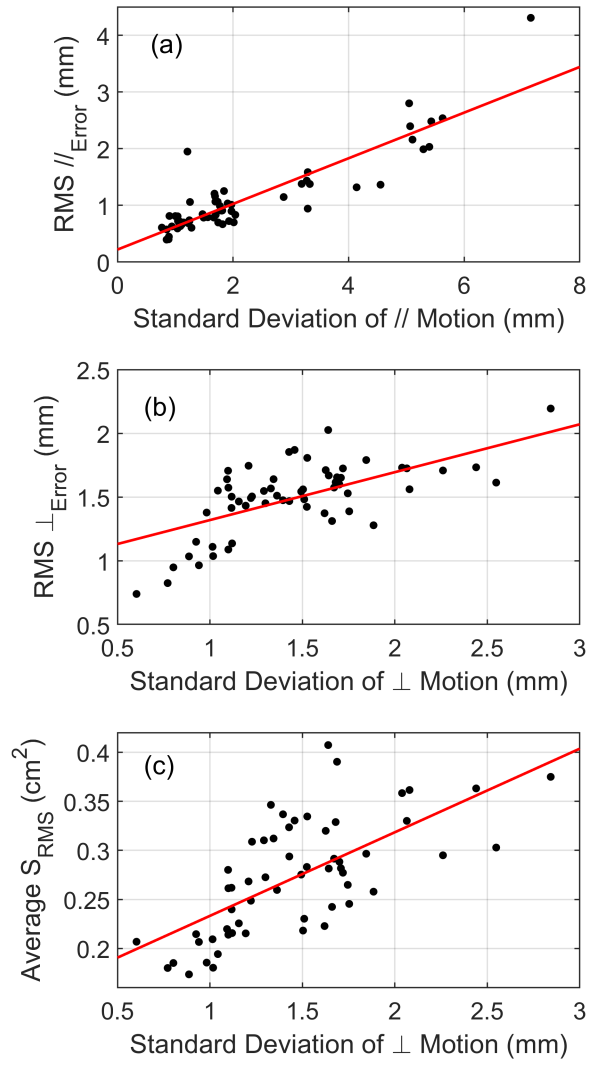 (a)
4
3
2
1
0
RMS //Error (mm)
0 2 4 6 8
Standard Deviation of // Motion (mm)
(b)
2.5
2
1.5
1
0.5
RMS ⊥Error (mm)
0.5 1 1.5 2 2.5 3
Standard Deviation of ⊥ Motion (mm)
(c)
0.4
0.35
0.3
0.25
0.2
Average SRMS (cm2)
0.5 1 1.5 2 2.5 3
Standard Deviation of ⊥ Motion (mm)